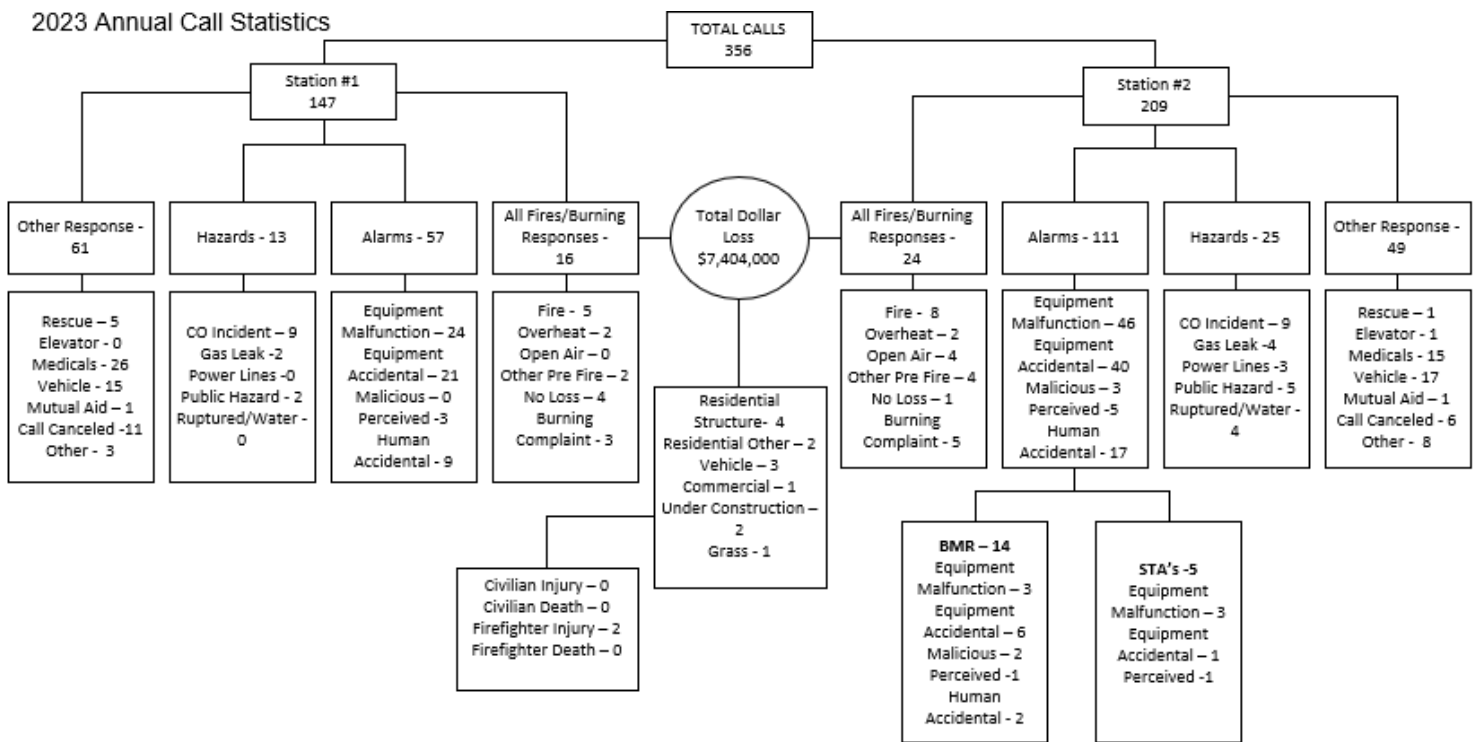 2023 Annual Call Statistics
TOTAL CALLS
356
Station #1
147
Station #2
209
Other Response -
61
Hazards - 13
Alarms - 57
All Fires/Burning
Responses -
16
Total Dollar
Loss
$7,404,000
All Fires/Burning
Responses -
24
Alarms - 111
Hazards - 25
Other Response -
49
Rescue – 5
Elevator - 0
Medicals - 26
Vehicle - 15
Mutual Aid – 1
Call Canceled -11
Other - 3
CO Incident – 9
Gas Leak -2
Power Lines -0
Public Hazard - 2
Ruptured/Water -
0
Equipment
Malfunction – 24
Equipment
Accidental – 21
Malicious – 0
Perceived -3
Human
Accidental - 9
Fire - 5
Overheat – 2
Open Air – 0
Other Pre Fire – 2
No Loss – 4
Burning
Complaint - 3
Residential
Structure- 4
Residential Other – 2
Vehicle – 3
Commercial – 1
Under Construction –
2
Grass - 1
Fire - 8
Overheat – 2
Open Air – 4
Other Pre Fire – 4
No Loss – 1
Burning
Complaint - 5
Equipment
Malfunction – 46
Equipment
Accidental – 40
Malicious – 3
Perceived -5
Human
Accidental - 17
CO Incident – 9
Gas Leak -4
Power Lines -3
Public Hazard - 5
Ruptured/Water -
4
Rescue – 1
Elevator - 1
Medicals - 15
Vehicle - 17
Mutual Aid – 1
Call Canceled - 6
Other - 8
Civilian Injury – 0
Civilian Death – 0
Firefighter Injury – 2
Firefighter Death – 0
BMR – 14
Equipment
Malfunction – 3
Equipment
Accidental – 6
Malicious – 2
Perceived -1
Human
Accidental - 2
STA's -5
Equipment
Malfunction – 3
Equipment
Accidental – 1
Perceived -1